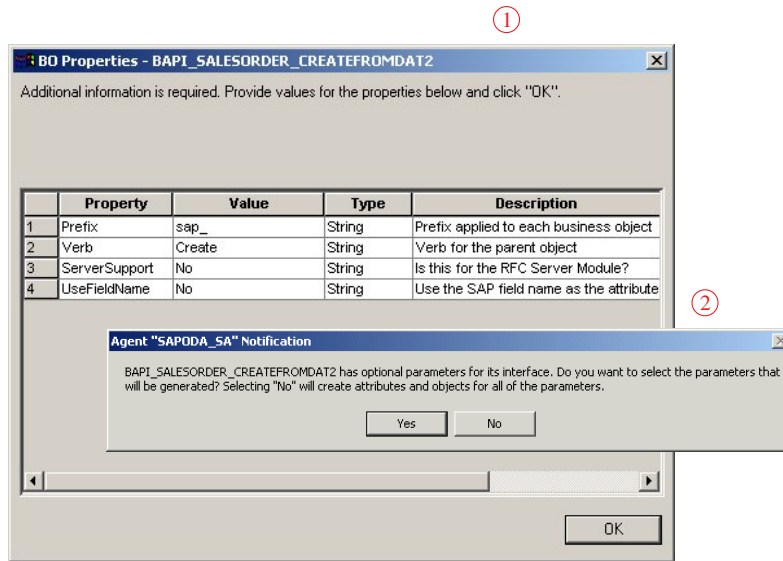 ①
BO Properties - BAPI_SALESORDER_CREATEFROMDAT2
Additional information is required. Provide values for the properties below and click "OK".
Property Value Type Description
1 Prefix sap_ String Prefix applied to each business object
2 Verb Create String Verb for the parent object
3 ServerSupport No String Is this for the RFC Server Module?
4 UseFieldName No String Use the SAP field name as the attribute
②
Agent "SAPODA_SA" Notification
BAPI_SALESORDER_CREATEFROMDAT2 has optional parameters for its interface. Do you want to select the parameters that
will be generated? Selecting "No" will create attributes and objects for all of the parameters.
Yes No
OK